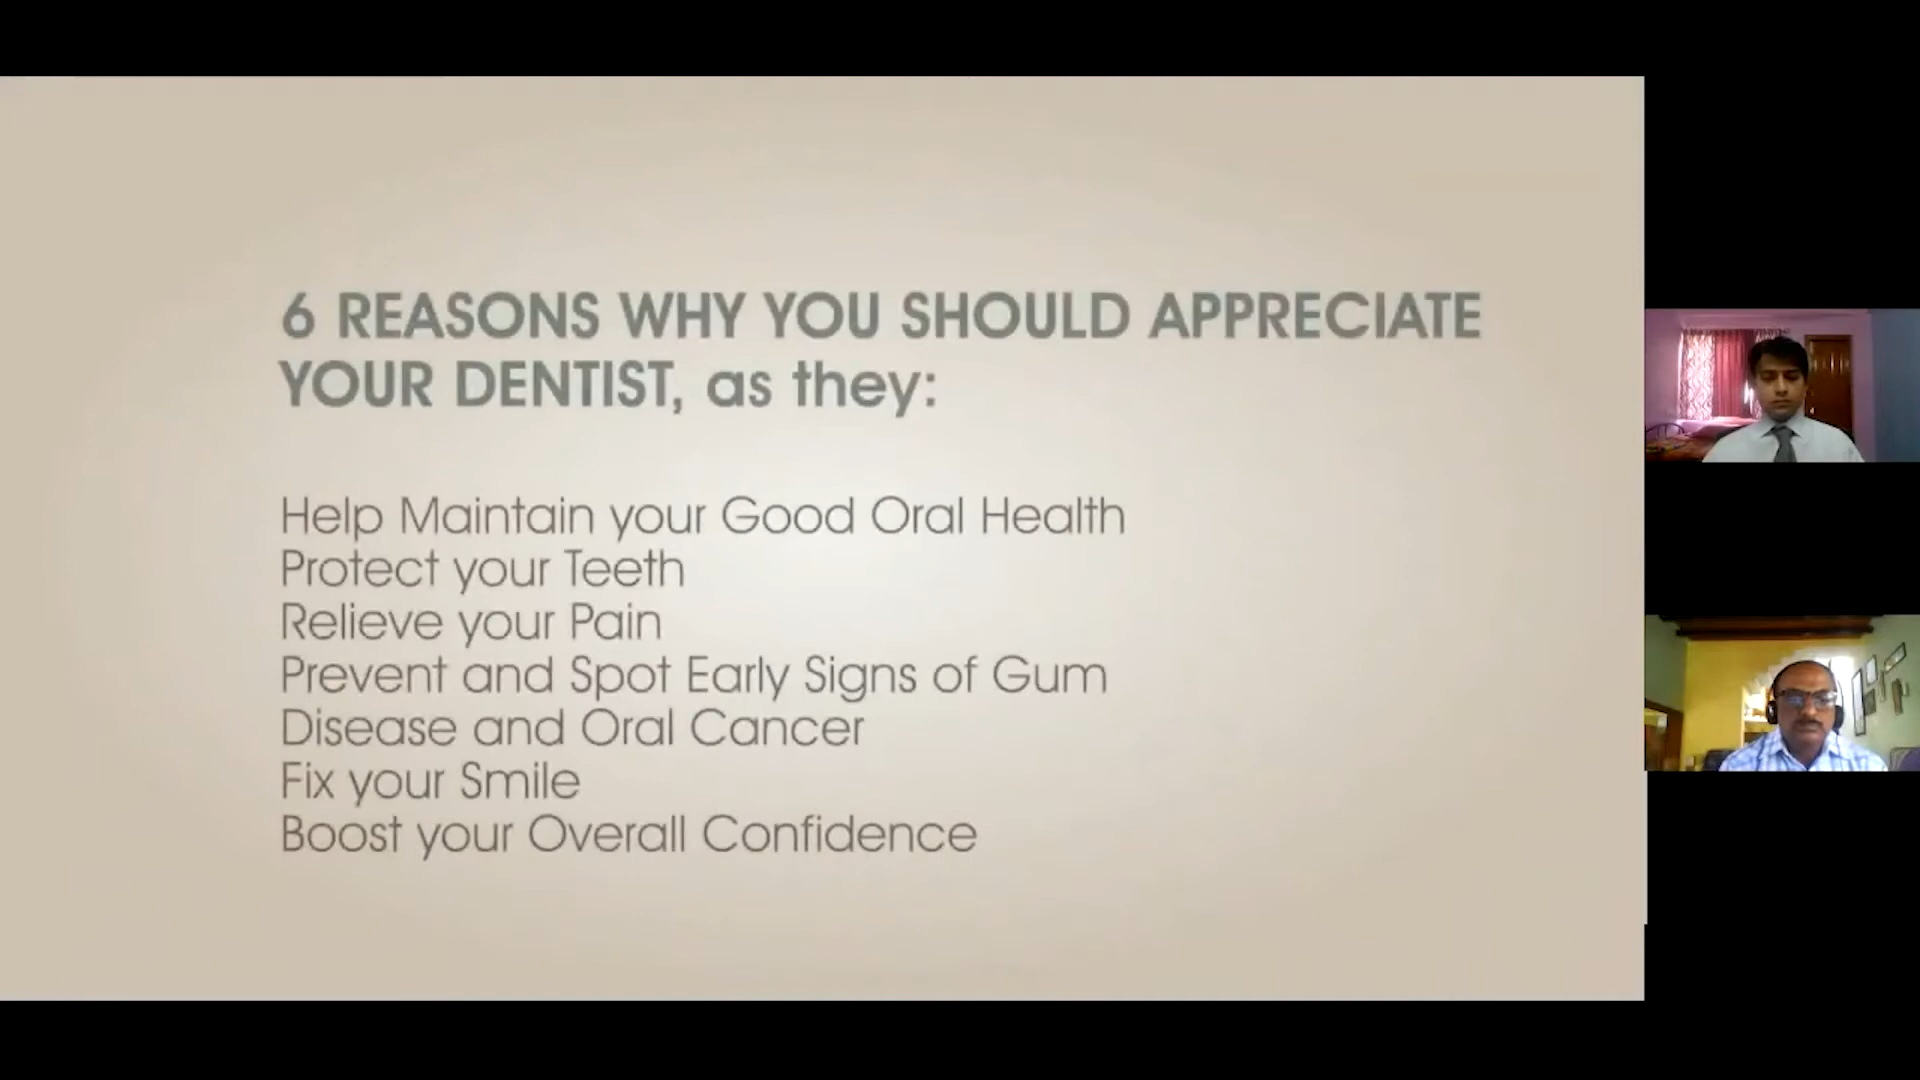 6 REASONS WHY YOU SHOULD APPRECIATE
YOUR DENTIST, as they:
Help Maintain your Good Oral Health
Protect your Teeth
Relieve your Pain
Prevent and Spot Early Signs of Gum
Disease and Oral Cancer
Fix your Smile
Boost your Overall Confidence